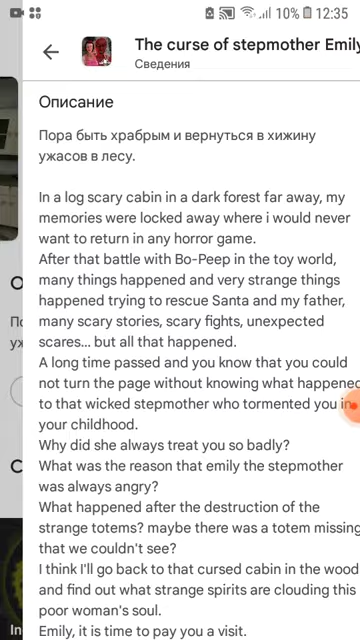 10% 12:35
The curse of stepmother Emily
Сведения
Описание
Пора быть храбрым и вернуться в хижину
ужасов в лесу.
In a log scary cabin in a dark forest far away, my
memories were locked away where i would never
want to return in any horror game.
After that battle with Bo-Peep in the toy world,
many things happened and very strange things
happened trying to rescue Santa and my father,
many scary stories, scary fights, unexpected
scares... but all that happened.
A long time passed and you know that you could
not turn the page without knowing what happened
to that wicked stepmother who tormented you in
your childhood.
Why did she always treat you so badly?
What was the reason that emily the stepmother
was always angry?
What happened after the destruction of the
strange totems? maybe there was a totem missing
that we couldn't see?
I think I'll go back to that cursed cabin in the wood
and find out what strange spirits are clouding this
poor woman's soul.
Emily, it is time to pay you a visit.
In